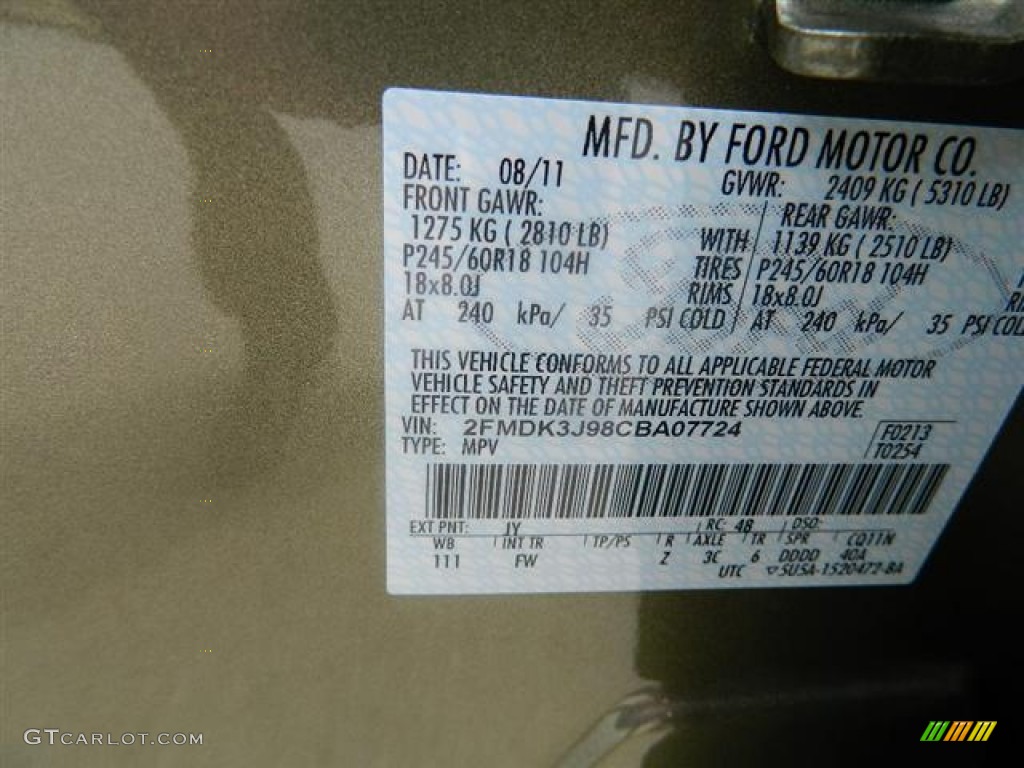 MFD. BY FORD MOTOR CO.
DATE: 08/11 GVWR: 2409 KG ( 5310 LB)
FRONT GAWR: REAR GAWR:
1275 KG ( 2810 LB) WITH 1139 KG ( 2510 LB)
P245/60R18 104H TIRES P245/60R18 104H
18x8.0J RIMS 18x8.0J
AT 240 kPa/ 35 PSI COLD AT 240 kPa/ 35 PSI COLD
THIS VEHICLE CONFORMS TO ALL APPLICABLE FEDERAL MOTOR
VEHICLE SAFETY AND THEFT PREVENTION STANDARDS IN
EFFECT ON THE DATE OF MANUFACTURE SHOWN ABOVE.
VIN: 2FMDK3J98CBA07724 F0213
TYPE: MPV T0254
EXT PNT: JY RC: 48 DSO:
WB INT TR TP/PS R AXLE TR SPR CQ11N
111 FW 2 3C 6 DDDD 40A
UTC ▽5U5A-1520472-BA
GTCARLOT.COM